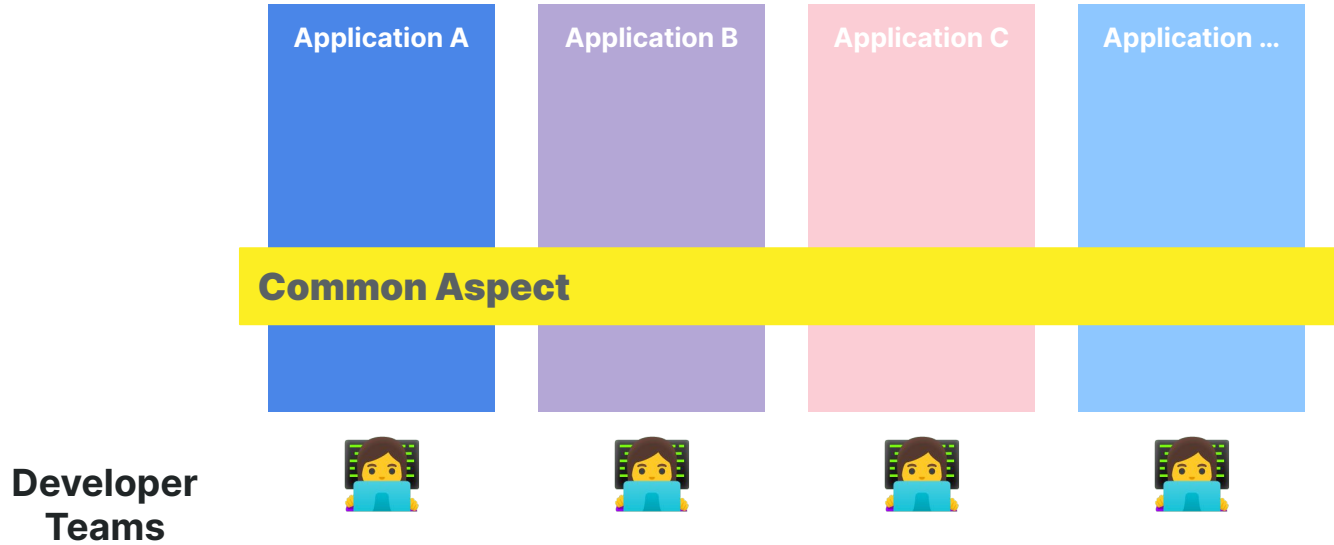 Application A
Application B
Application C
Application ...
Common Aspect
Developer
Teams